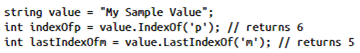 string value = "My Sample Value";
int indexOfp = value.IndexOf('p'); // returns 6
int lastIndexOfm = value.LastIndexOf('m'); // returns 5